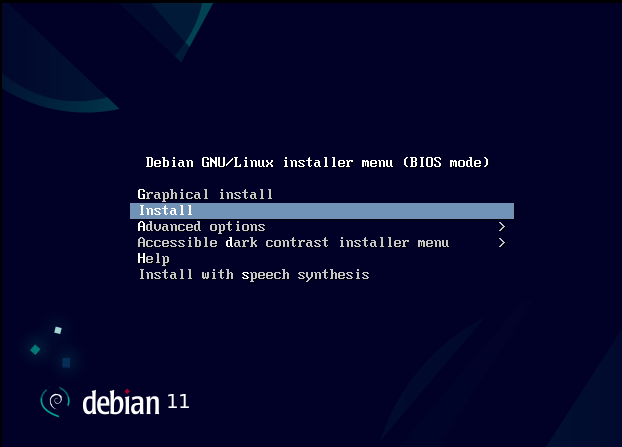 Debian GNU/Linux installer menu (BIOS mode)
Graphical install
Install
Advanced options >
Accessible dark contrast installer menu >
Help
Install with speech synthesis
debian 11